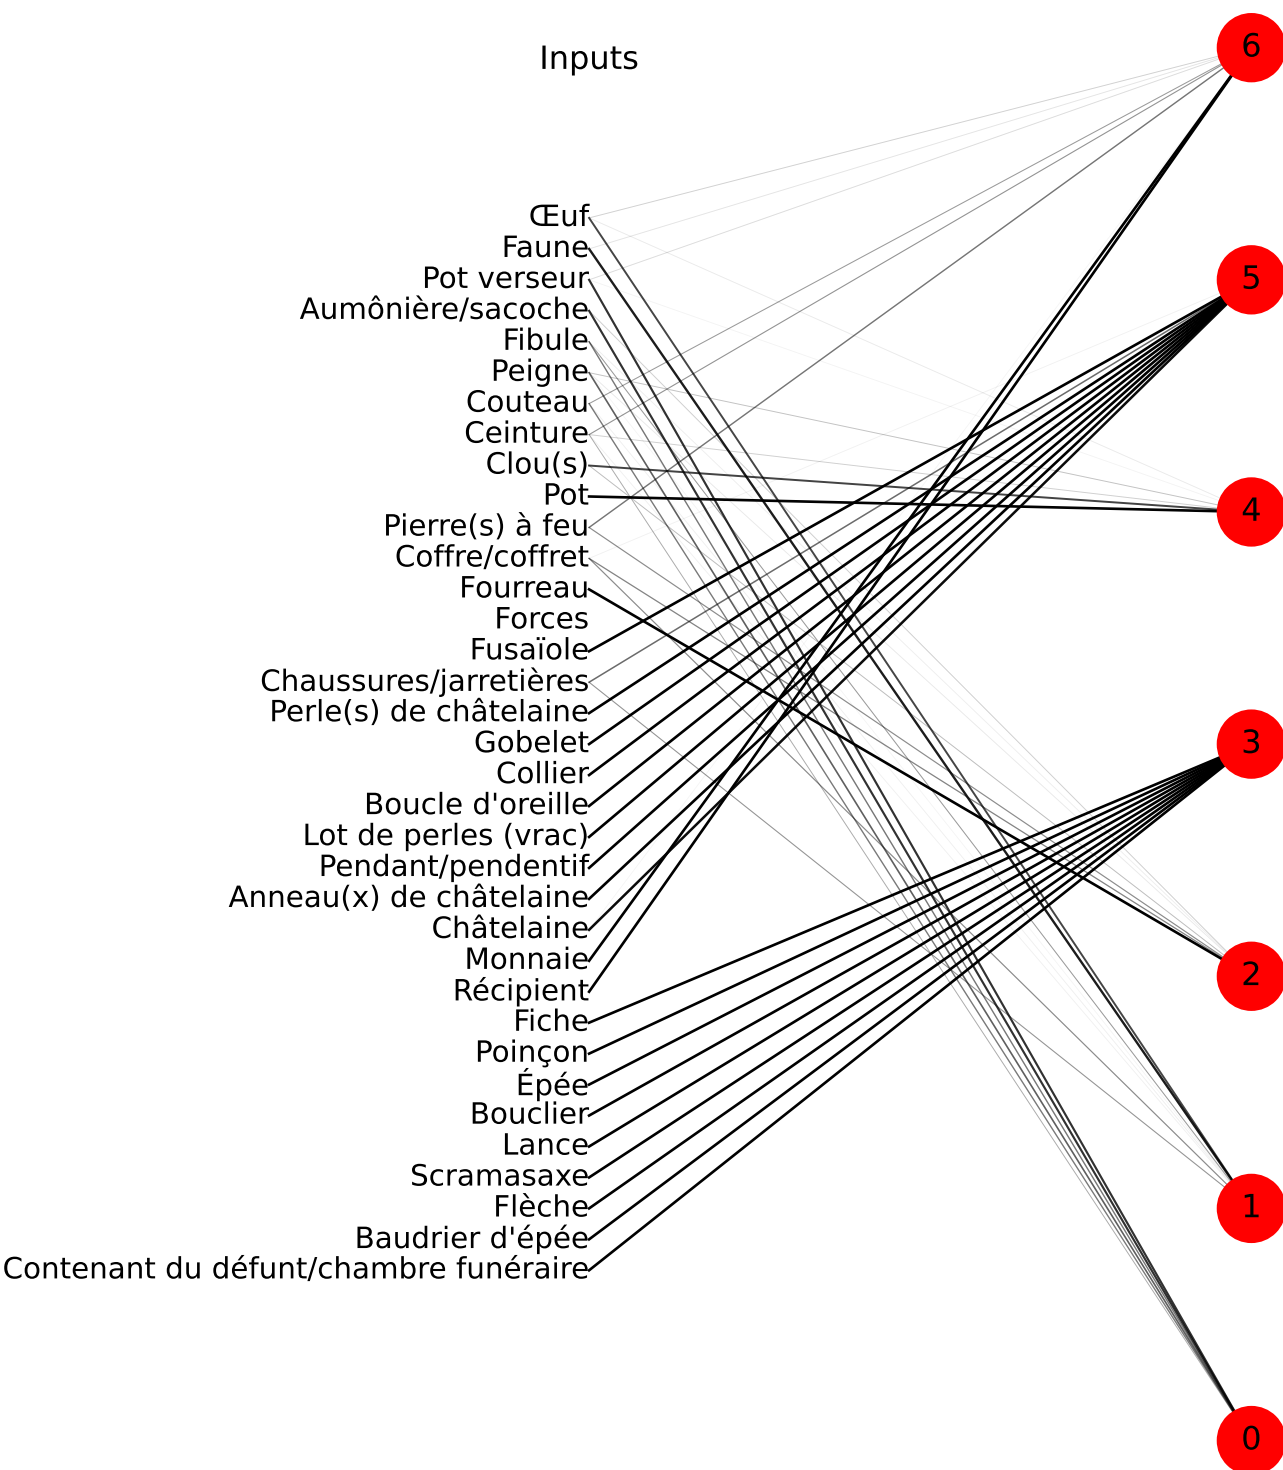 6
Inputs
Œuf
Faune
Pot verseur
5
Aumônière/sacoche
Fibule
Peigne
Couteau
Ceinture
Clou(s)
Pot
4
Pierre(s) à feu
Coffre/coffret
Fourreau
Forces
Fusaïole
Chaussures/jarretières
Perle(s) de châtelaine
Gobelet
3
Collier
Boucle d'oreille
Lot de perles (vrac)
Pendant/pendentif
Anneau(x) de châtelaine
Châtelaine
Monnaie
2
Récipient
Fiche
Poinçon
Épée
Bouclier
Lance
Scramasaxe
Flèche
1
Baudrier d'épée
Contenant du défunt/chambre funéraire
0